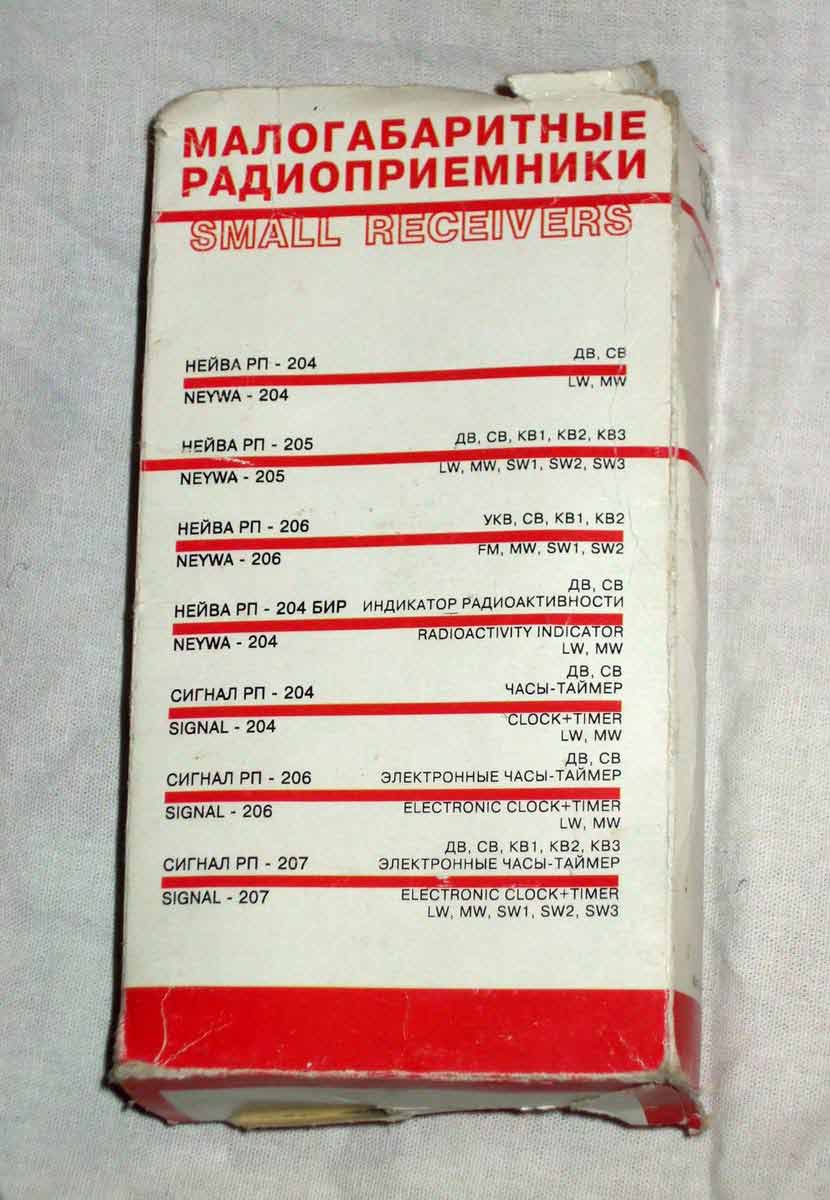 МАЛОГАБАРИТНЫЕ
РАДИОПРИЕМНИКИ
SMALL RECEIVERS
НЕЙВА РП - 204 ДВ, СВ
NEYWA - 204 LW, MW
НЕЙВА РП - 205 ДВ, СВ, КВ1, КВ2, КВ3
NEYWA - 205 LW, MW, SW1, SW2, SW3
НЕЙВА РП - 206 УКВ, СВ, КВ1, КВ2
NEYWA - 206 FM, MW, SW1, SW2
ДВ, СВ
НЕЙВА РП - 204 БИР ИНДИКАТОР РАДИОАКТИВНОСТИ
NEYWA - 204 RADIOACTIVITY INDICATOR
LW, MW
ДВ, СВ
СИГНАЛ РП - 204 ЧАСЫ-ТАЙМЕР
SIGNAL - 204 CLOCK+TIMER
LW, MW
ДВ, СВ
СИГНАЛ РП - 206 ЭЛЕКТРОННЫЕ ЧАСЫ-ТАЙМЕР
SIGNAL - 206 ELECTRONIC CLOCK+TIMER
LW, MW
ДВ, СВ, КВ1, КВ2, КВ3
СИГНАЛ РП - 207 ЭЛЕКТРОННЫЕ ЧАСЫ-ТАЙМЕР
SIGNAL - 207 ELECTRONIC CLOCK+TIMER
LW, MW, SW1, SW2, SW3